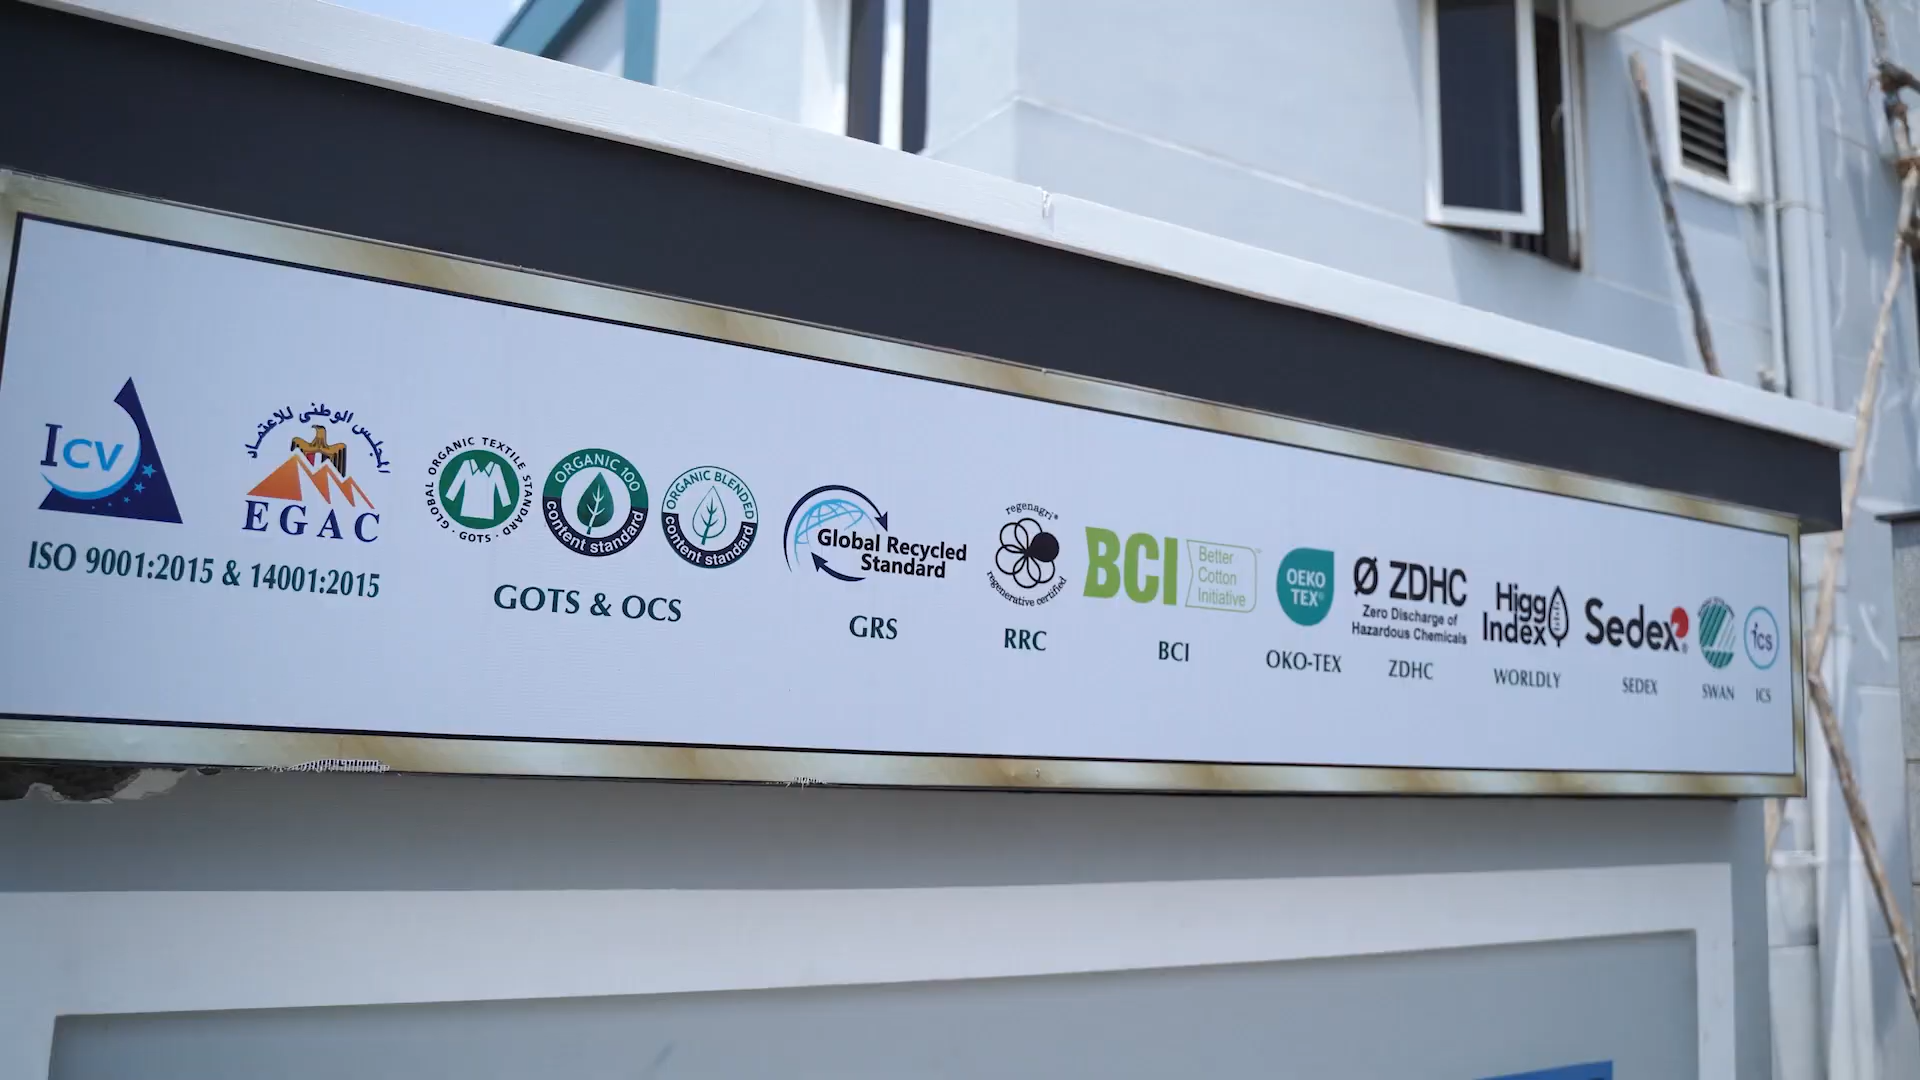 ICV
المجلس الوطنى للاعتماد
EGAC
ISO 9001:2015 & 14001:2015
GLOBAL ORGANIC TEXTILE STANDARD
· GOTS ·
ORGANIC 100
content standard
ORGANIC BLENDED
content standard
GOTS & OCS
Global Recycled
Standard
GRS
regenagri®
regenerative certified
RRC
BCI
Better
Cotton
Initiative
BCI
OEKO
TEX®
OKO-TEX
ZDHC
Zero Discharge of
Hazardous Chemicals
ZDHC
Higg
Index
WORLDLY
Sedex®
SEDEX
SWAN
ics
ICS